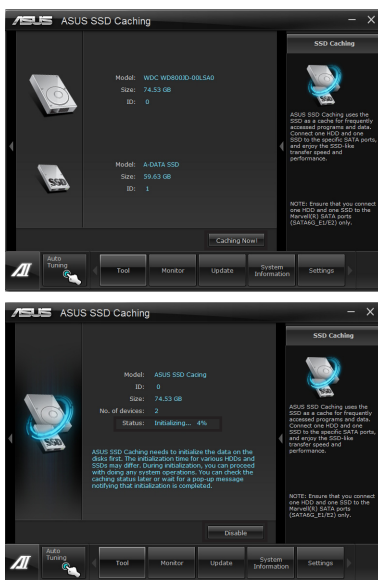 ASUS ASUS SSD Caching
SSD Caching
Model: WDC WD800JD-00LSA0
Size: 74.53 GB
ID: 0
Model: A-DATA SSD
Size: 59.63 GB
ID: 1
SSD
Caching Now!
ASUS SSD Caching uses the
SSD as a cache for frequently
accessed programs and data.
Connect one HDD and one
SSD to the specific SATA ports,
and enjoy the SSD-like
transfer speed and
performance.
NOTE: Ensure that you connect
one HDD and one SSD to the
Marvell(R) SATA ports
(SATA6G_E1/E2) only.
AI
Auto
Tuning
Tool
Monitor
Update
System
Information
Settings
ASUS ASUS SSD Caching
SSD Caching
Model: ASUS SSD Cacing
ID: 0
Size: 74.53 GB
No. of devices: 2
Status: Initializing... 4%
SSD
ASUS SSD Caching needs to initialize the data on the
disks first. The initialization time for various HDDs and
SSDs may differ. During initialization, you can proceed
with doing any system operations. You can check the
caching status later or wait for a pop-up message
notifying that initialization is completed.
Disable
ASUS SSD Caching uses the
SSD as a cache for frequently
accessed programs and data.
Connect one HDD and one
SSD to the specific SATA ports,
and enjoy the SSD-like
transfer speed and
performance.
NOTE: Ensure that you connect
one HDD and one SSD to the
Marvell(R) SATA ports
(SATA6G_E1/E2) only.
AI
Auto
Tuning
Tool
Monitor
Update
System
Information
Settings